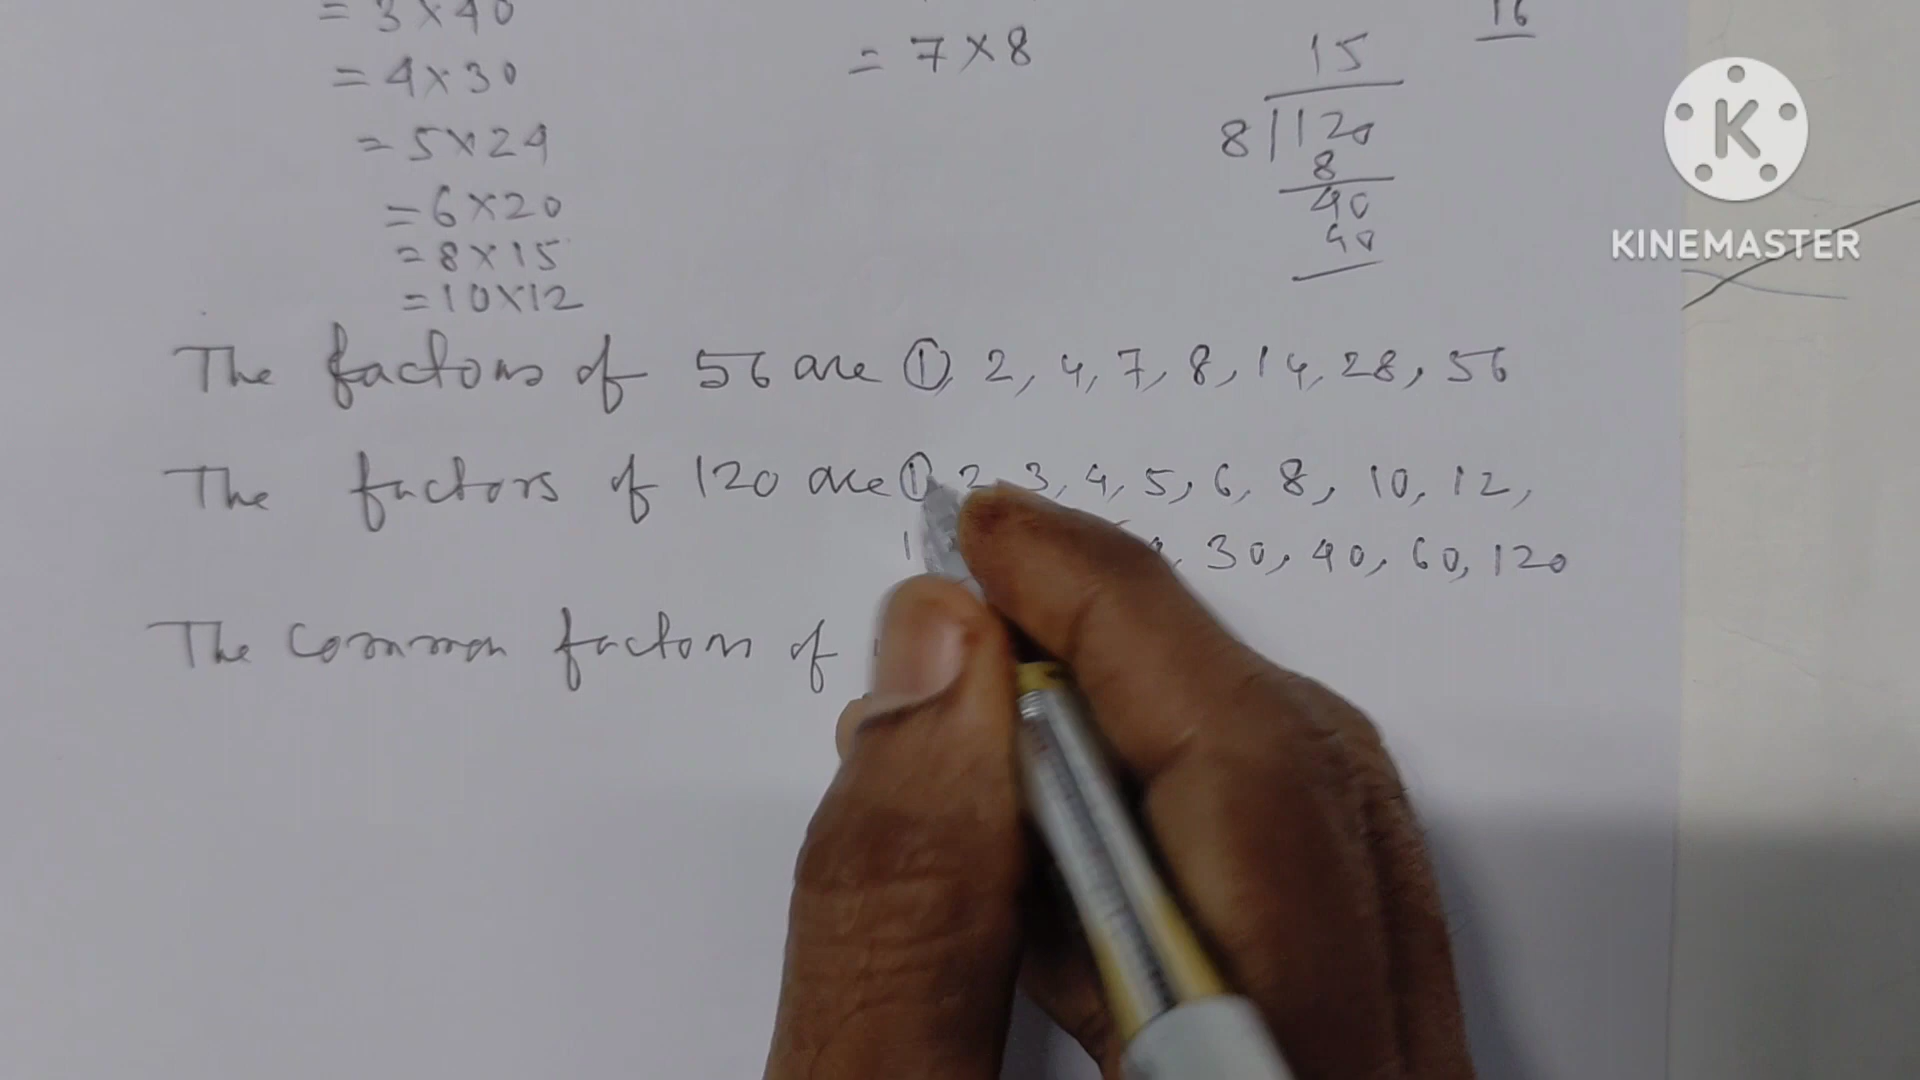 = 3 × 40
= 4 × 30
= 5 × 24
= 6 × 20
= 8 × 15
= 10 × 12
= 7 × 8
16
15
8 | 120
8
40
40
KINEMASTER
The factors of 56 are 1, 2, 4, 7, 8, 14, 28, 56
The factors of 120 are 1, 2, 3, 4, 5, 6, 8, 10, 12,
30, 40, 60, 120
The common factors of